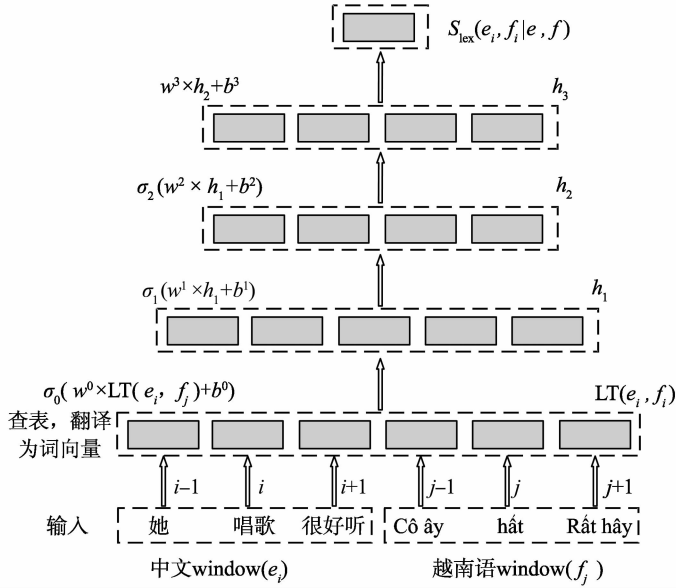 S_lex(e_i, f_i|e, f)
w³×h₂+b³ h₃
σ₂(w² × h₁+b²) h₂
σ₁(w¹ ×h₁+b¹) h₁
σ₀( w⁰×LT( e_i, f_j)+b⁰) LT(e_i, f_i)
查表，翻译
为词向量
i–1 i i+1 j–1 j j+1
输入 她 唱歌 很好听 Cô ây hất Rất hây
中文window(e_i) 越南语window(f_j)